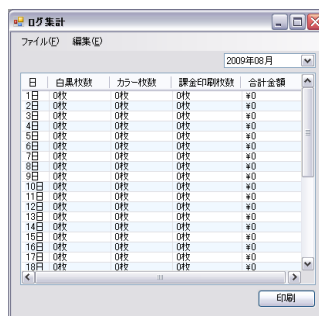 ログ集計
ファイル(F) 編集(E)
2009年08月
日 白黒枚数 カラー枚数 課金印刷枚数 合計金額
1日 0枚 0枚 0枚 ¥0
2日 0枚 0枚 0枚 ¥0
3日 0枚 0枚 0枚 ¥0
4日 0枚 0枚 0枚 ¥0
5日 0枚 0枚 0枚 ¥0
6日 0枚 0枚 0枚 ¥0
7日 0枚 0枚 0枚 ¥0
8日 0枚 0枚 0枚 ¥0
9日 0枚 0枚 0枚 ¥0
10日 0枚 0枚 0枚 ¥0
11日 0枚 0枚 0枚 ¥0
12日 0枚 0枚 0枚 ¥0
13日 0枚 0枚 0枚 ¥0
14日 0枚 0枚 0枚 ¥0
15日 0枚 0枚 0枚 ¥0
16日 0枚 0枚 0枚 ¥0
17日 0枚 0枚 0枚 ¥0
18日 0枚 0枚 0枚 ¥0
印刷